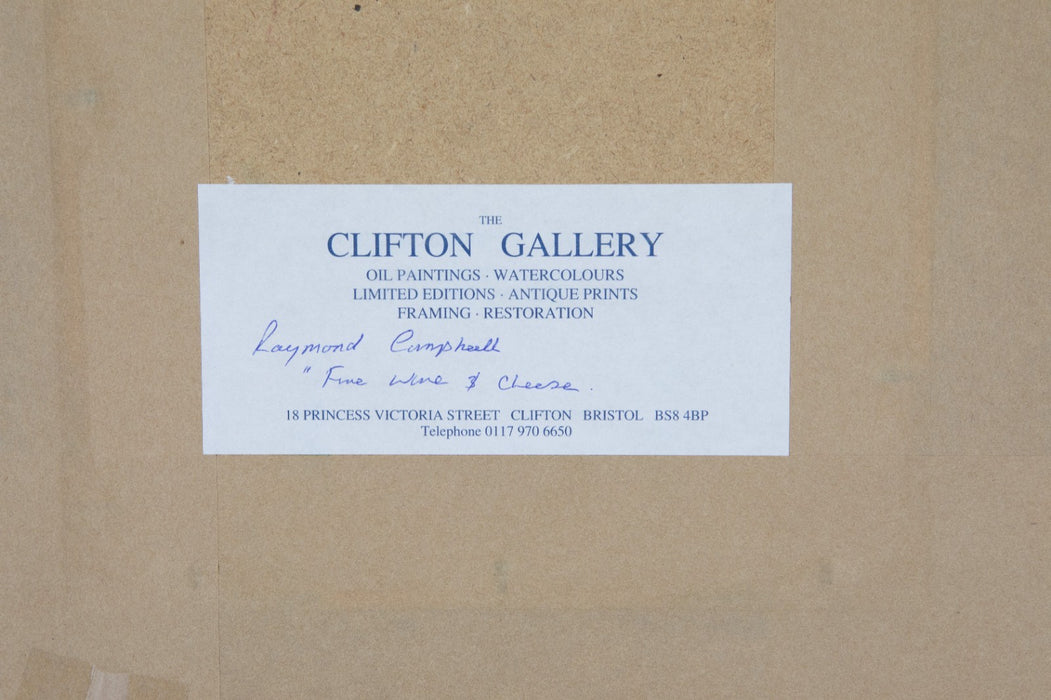 THE
CLIFTON GALLERY
OIL PAINTINGS · WATERCOLOURS
LIMITED EDITIONS · ANTIQUE PRINTS
FRAMING · RESTORATION
Raymond Campbell
" Fine Wine & Cheese.
18 PRINCESS VICTORIA STREET CLIFTON BRISTOL BS8 4BP
Telephone 0117 970 6650